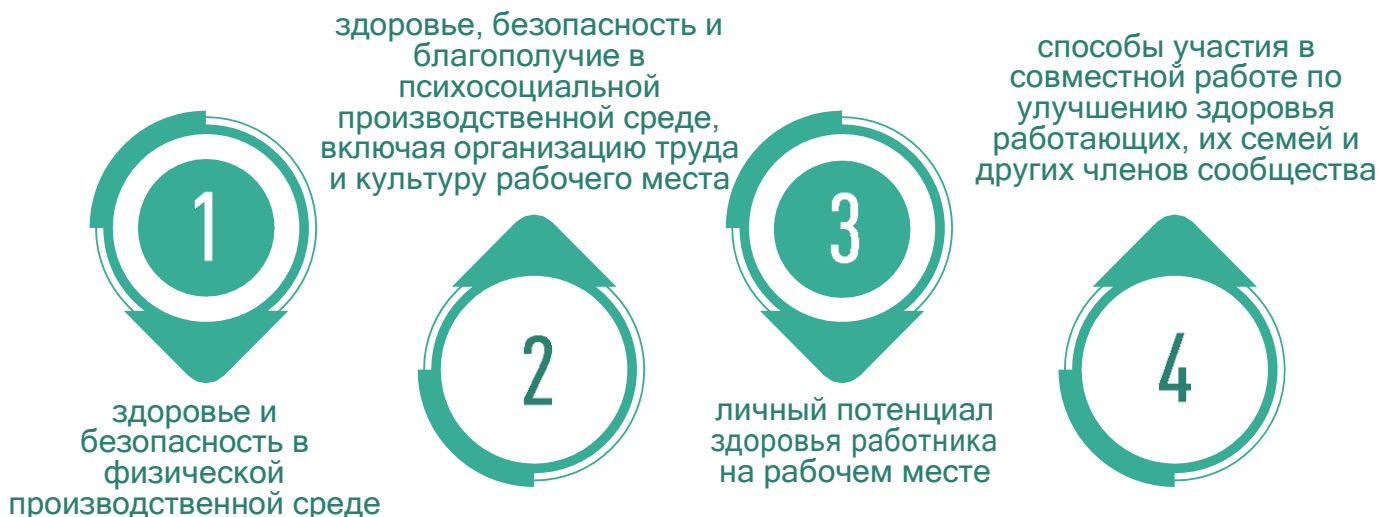 1
здоровье и
безопасность в
физической
производственной среде
здоровье, безопасность и
благополучие в
психосоциальной
производственной среде,
включая организацию труда
и культуру рабочего места
2
3
личный потенциал
здоровья работника
на рабочем месте
способы участия в
совместной работе по
улучшению здоровья
работающих, их семей и
других членов сообщества
4